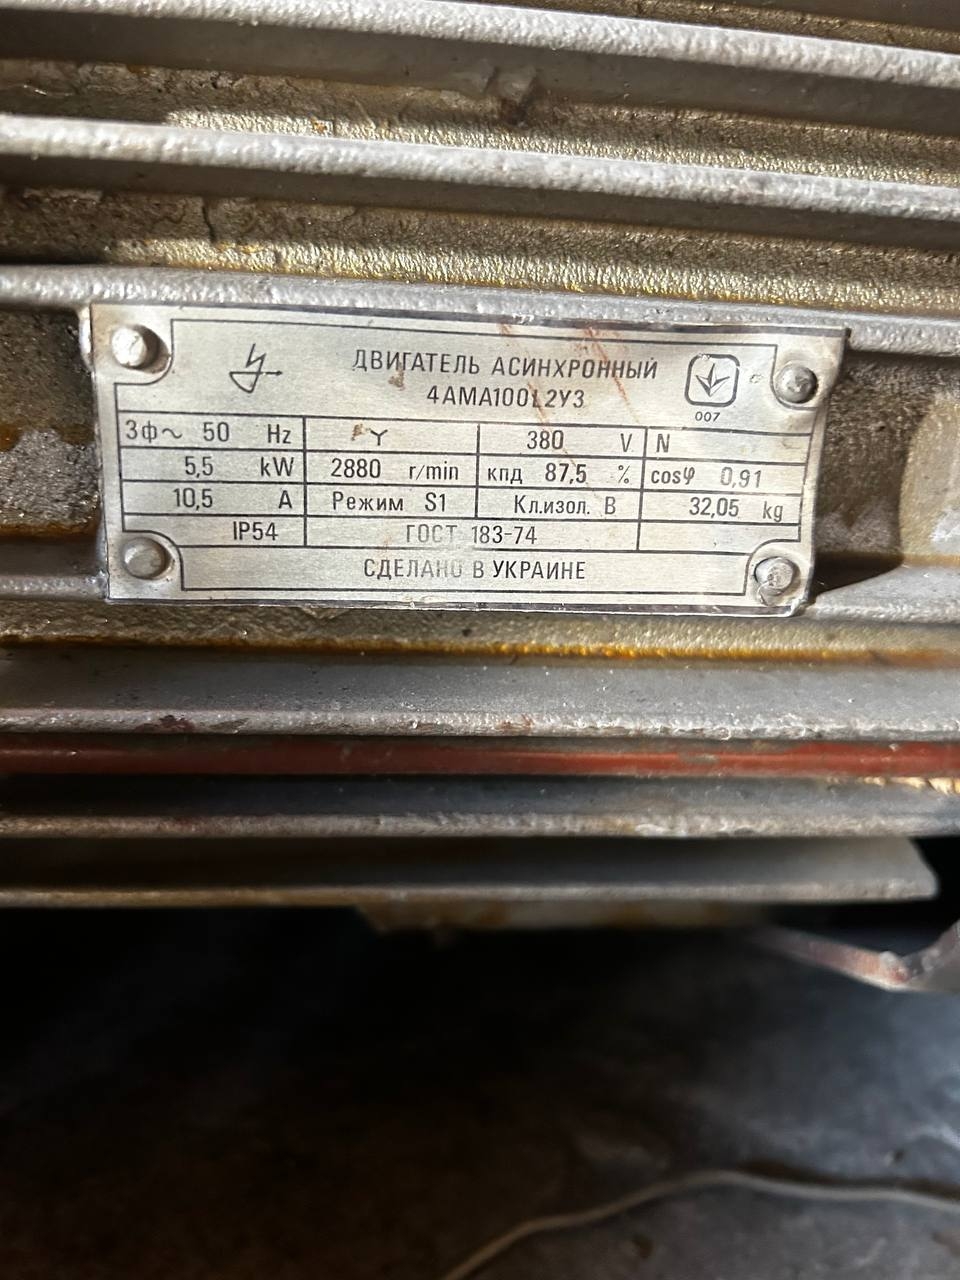 ДВИГАТЕЛЬ АСИНХРОННЫЙ
4АМА100L2У3
007
3ф~ 50 Hz Y 380 V N
5,5 kW 2880 r/min кпд 87,5 % cosφ 0,91
10,5 A Режим S1 Кл.изол. B 32,05 kg
IP54 ГОСТ 183-74
СДЕЛАНО В УКРАИНЕ